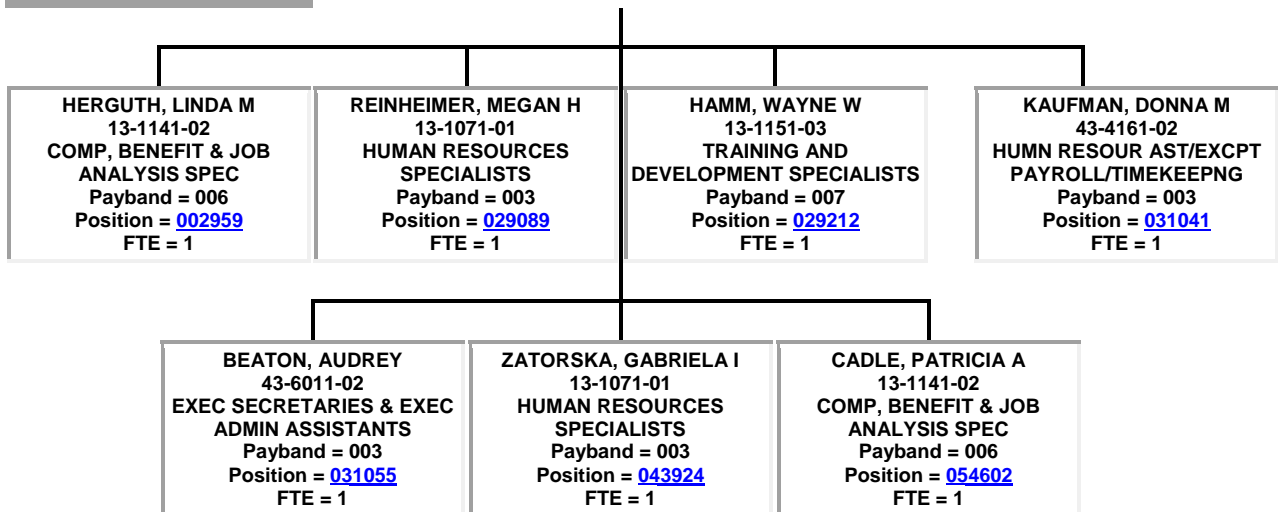 HERGUTH, LINDA M
13-1141-02
COMP, BENEFIT & JOB
ANALYSIS SPEC
Payband = 006
Position = 002959
FTE = 1
REINHEIMER, MEGAN H
13-1071-01
HUMAN RESOURCES
SPECIALISTS
Payband = 003
Position = 029089
FTE = 1
HAMM, WAYNE W
13-1151-03
TRAINING AND
DEVELOPMENT SPECIALISTS
Payband = 007
Position = 029212
FTE = 1
KAUFMAN, DONNA M
43-4161-02
HUMN RESOUR AST/EXCPT
PAYROLL/TIMEKEEPNG
Payband = 003
Position = 031041
FTE = 1
BEATON, AUDREY
43-6011-02
EXEC SECRETARIES & EXEC
ADMIN ASSISTANTS
Payband = 003
Position = 031055
FTE = 1
ZATORSKA, GABRIELA I
13-1071-01
HUMAN RESOURCES
SPECIALISTS
Payband = 003
Position = 043924
FTE = 1
CADLE, PATRICIA A
13-1141-02
COMP, BENEFIT & JOB
ANALYSIS SPEC
Payband = 006
Position = 054602
FTE = 1